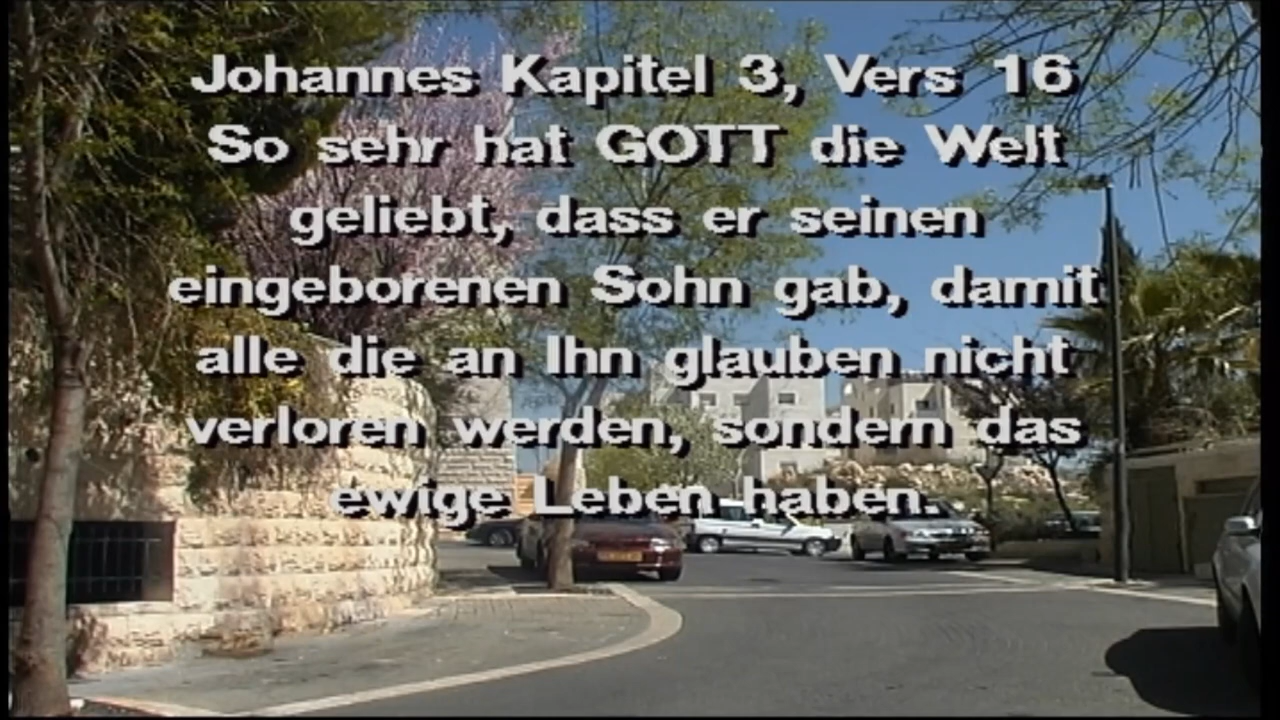 Johannes Kapitel 3, Vers 16
So sehr hat GOTT die Welt
geliebt, dass er seinen
eingeborenen Sohn gab, damit
alle die an Ihn glauben nicht
verloren werden, sondern das
ewige Leben haben.